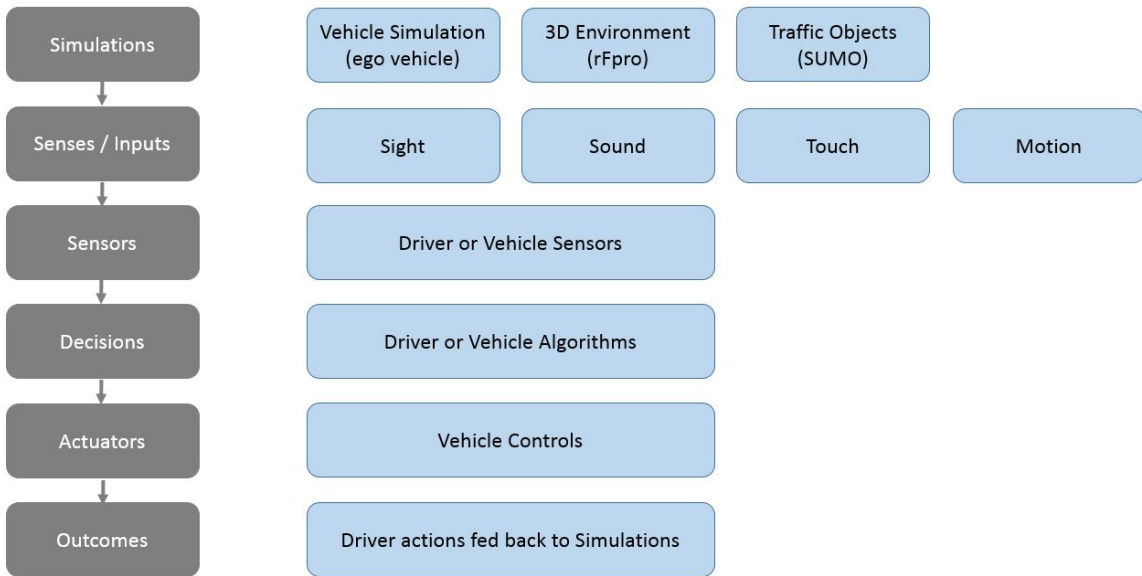 Simulations
Vehicle Simulation
(ego vehicle)
3D Environment
(rFpro)
Traffic Objects
(SUMO)
Senses / Inputs
Sight
Sound
Touch
Motion
Sensors
Driver or Vehicle Sensors
Decisions
Driver or Vehicle Algorithms
Actuators
Vehicle Controls
Outcomes
Driver actions fed back to Simulations